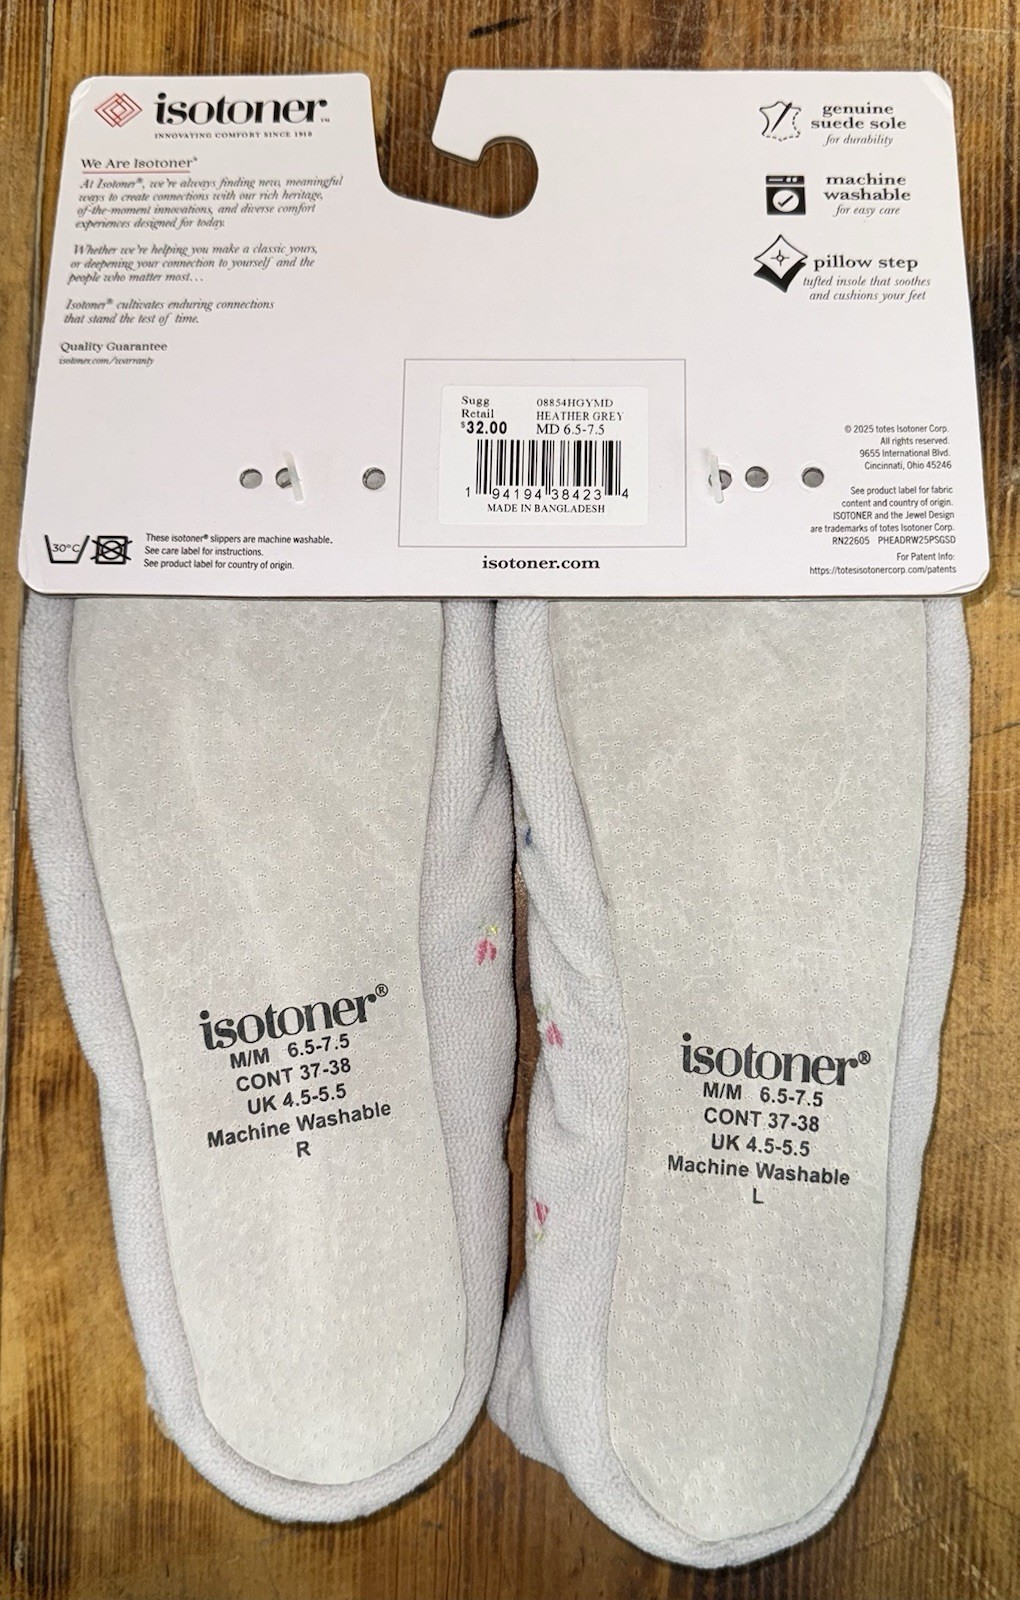 isotoner™
INNOVATING COMFORT SINCE 1910
We Are Isotoner®
At Isotoner®, we're always finding new, meaningful
ways to create connections with our rich heritage,
of-the-moment innovations, and diverse comfort
experiences designed for today.
Whether we're helping you make a classic yours,
or deepening your connection to yourself and the
people who matter most...
Isotoner® cultivates enduring connections
that stand the test of time.
Quality Guarantee
isotoner.com/warranty
genuine
suede sole
for durability
machine
washable
for easy care
pillow step
tufted insole that soothes
and cushions your feet
Sugg 08854HGYMD
Retail HEATHER GREY
$32.00 MD 6.5-7.5
1 94194 38423 4
MADE IN BANGLADESH
isotoner.com
30°C
These isotoner® slippers are machine washable.
See care label for instructions.
See product label for country of origin.
© 2025 totes Isotoner Corp.
All rights reserved.
9655 International Blvd.
Cincinnati, Ohio 45246
See product label for fabric
content and country of origin.
ISOTONER and the Jewel Design
are trademarks of totes Isotoner Corp.
RN22605 PHEADRW25PSGSD
For Patent Info:
https://totesisotonercorp.com/patents
isotoner®
M/M 6.5-7.5
CONT 37-38
UK 4.5-5.5
Machine Washable
R
isotoner®
M/M 6.5-7.5
CONT 37-38
UK 4.5-5.5
Machine Washable
L